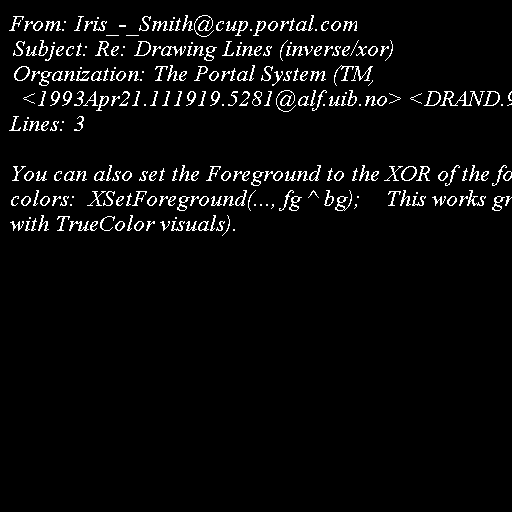 From: Iris_-_Smith@cup.portal.com
Subject: Re: Drawing Lines (inverse/xor)
Organization: The Portal System (TM)
<1993Apr21.111919.5281@alf.uib.no> <DRAND.9
Lines: 3

You can also set the Foreground to the XOR of the
colors:  XSetForeground(..., fg ^ bg);    This works
with TrueColor visuals).